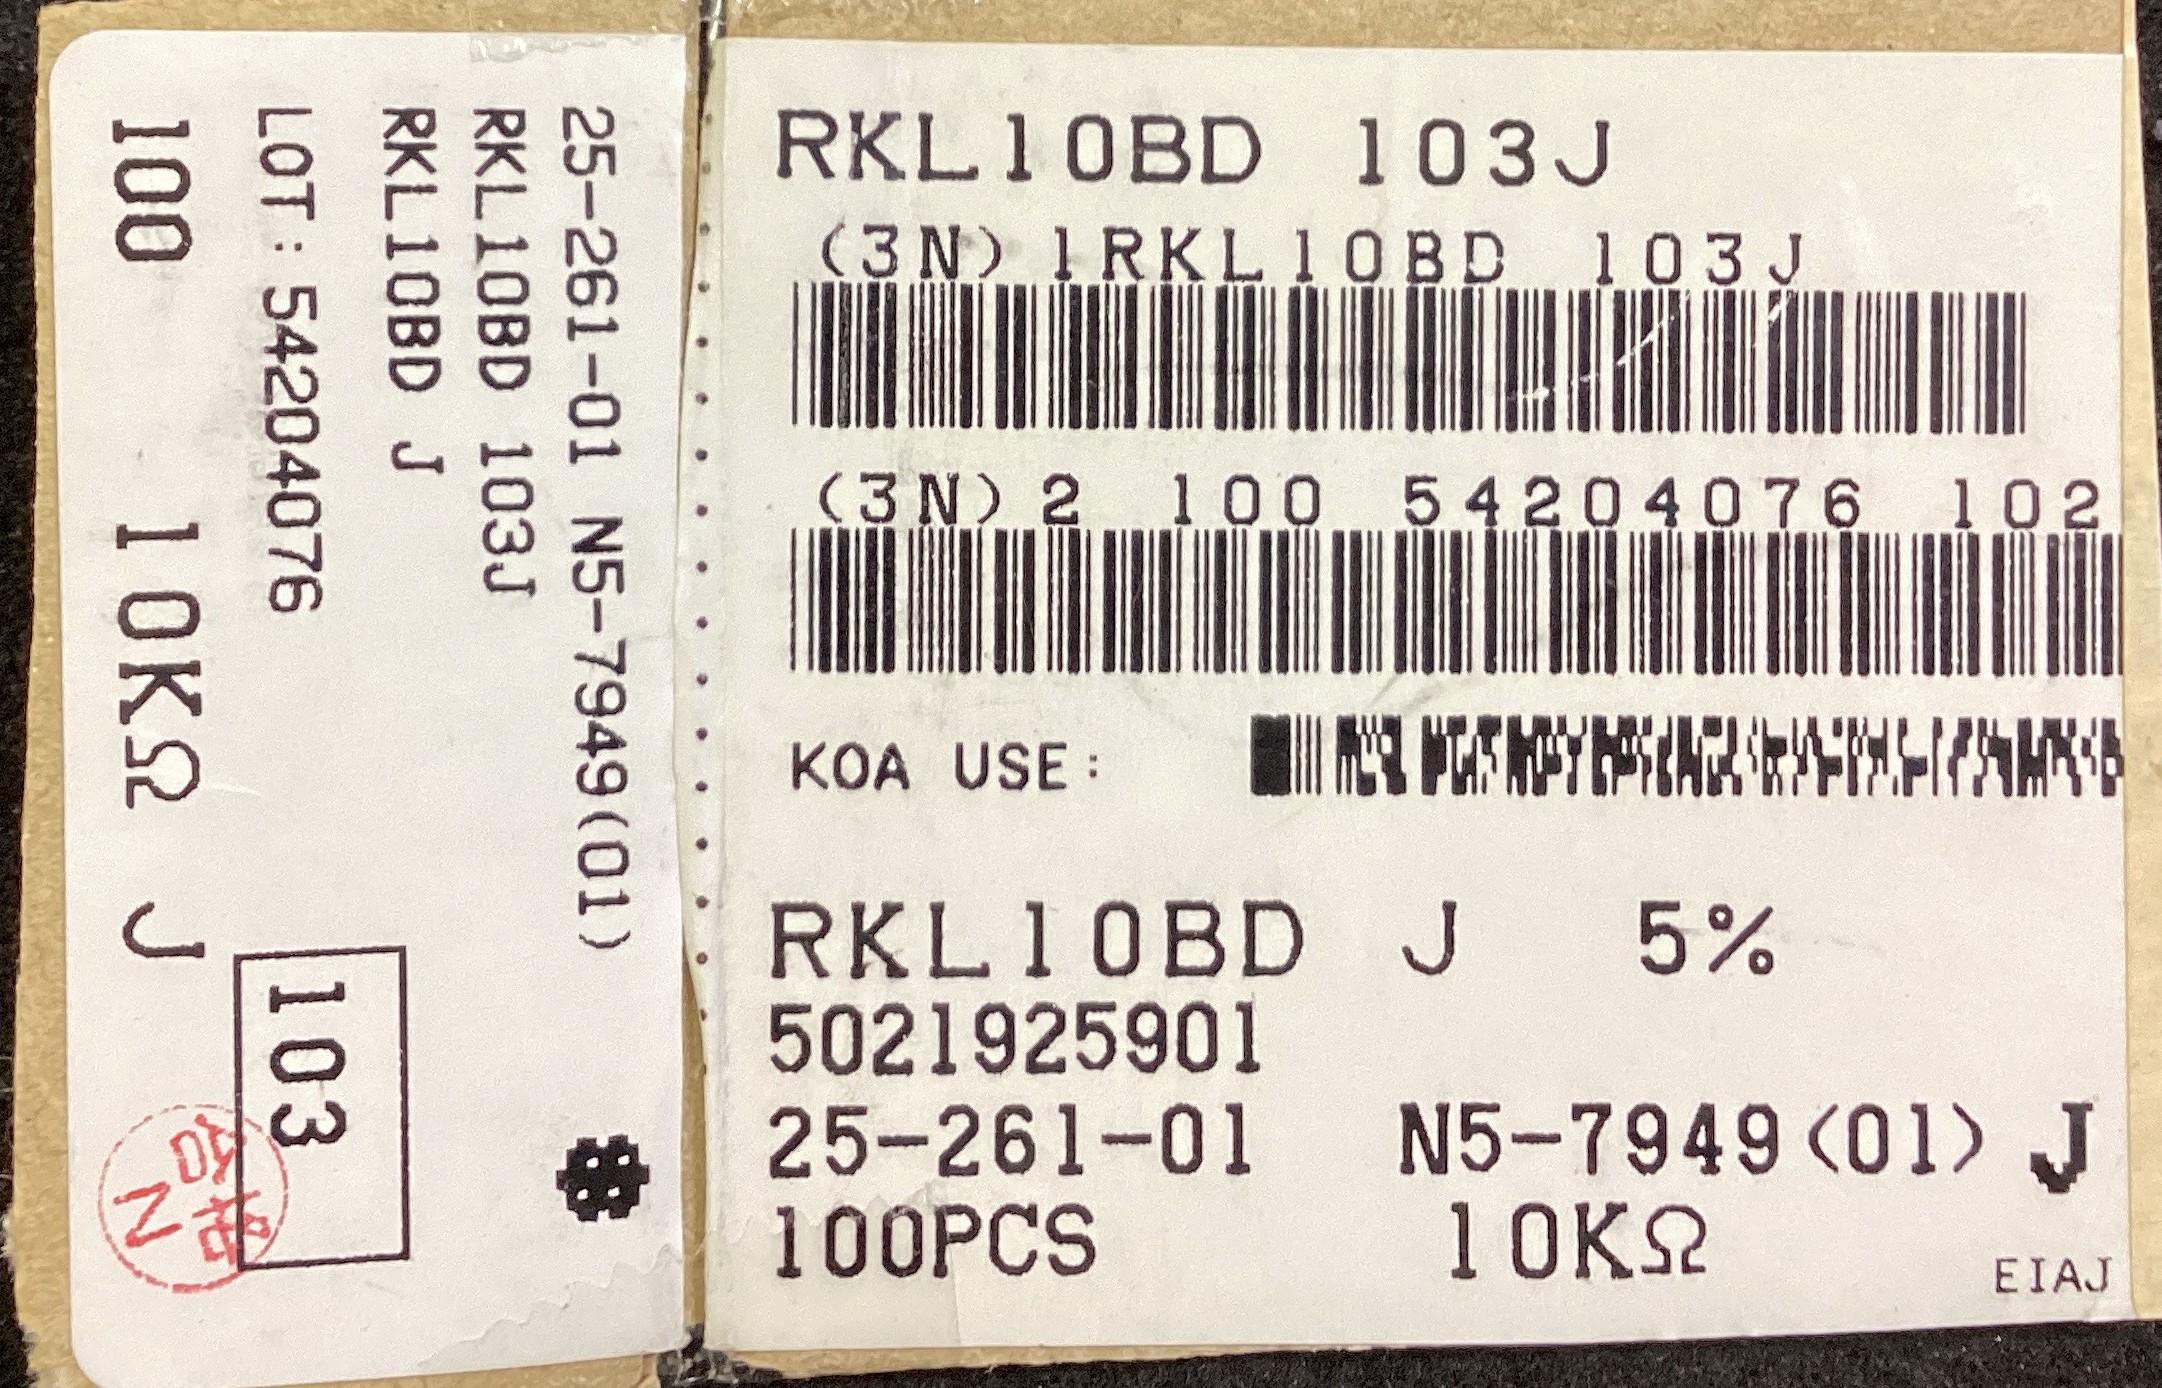 25-261-01 N5-7949(01)
RKL10BD 103J
RKL10BD J
LOT: 54204076
100 10KΩ J
103
RKL10BD 103J
(3N) 1RKL10BD 103J
(3N) 2 100 54204076 102
KOA USE:
RKL10BD J 5%
5021925901
25-261-01 N5-7949(01) J
100PCS 10KΩ
EIAJ